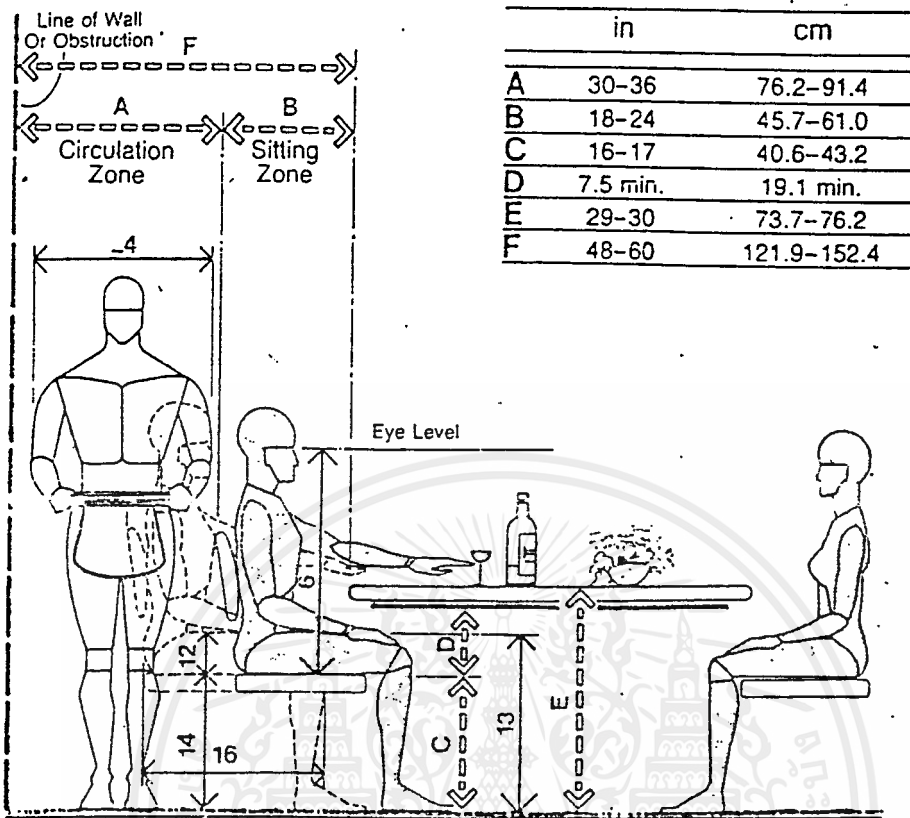 Line of Wall
Or Obstruction
F
A
B
Circulation
Zone
Sitting
Zone
in cm
A 30–36 76.2–91.4
B 18–24 45.7–61.0
C 16–17 40.6–43.2
D 7.5 min. 19.1 min.
E 29–30 73.7–76.2
F 48–60 121.9–152.4
4
Eye Level
6
D
12
C
13
E
14
16